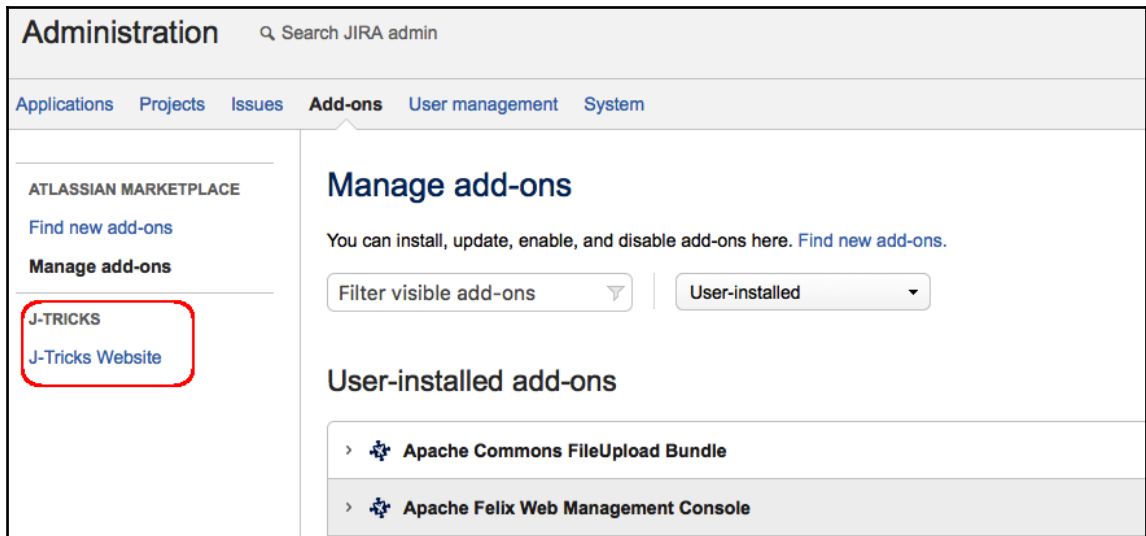 Administration Search JIRA admin
Applications Projects Issues Add-ons User management System
ATLASSIAN MARKETPLACE
Find new add-ons
Manage add-ons
J-TRICKS
J-Tricks Website
Manage add-ons
You can install, update, enable, and disable add-ons here. Find new add-ons.
Filter visible add-ons User-installed
User-installed add-ons
Apache Commons FileUpload Bundle
Apache Felix Web Management Console